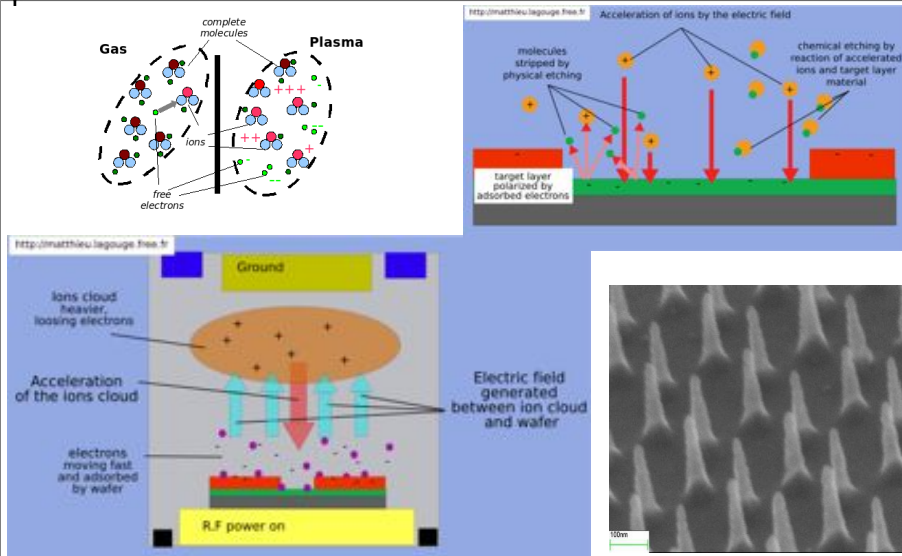 complete
molecules
Gas
Plasma
+++
++
+
ions
free
electrons
http://matthieu.lagouge.free.fr
Acceleration of ions by the electric field
molecules
stripped by
physical etching
chemical etching by
reaction of accelerated
ions and target layer
material
target layer
polarized by
adsorbed electrons
http://matthieu.lagouge.free.fr
Ground
Ions cloud
heavier,
loosing electrons
Acceleration
of the ions cloud
Electric field
generated
between ion cloud
and wafer
electrons
moving fast
and adsorbed
by wafer
R.F power on
100nm